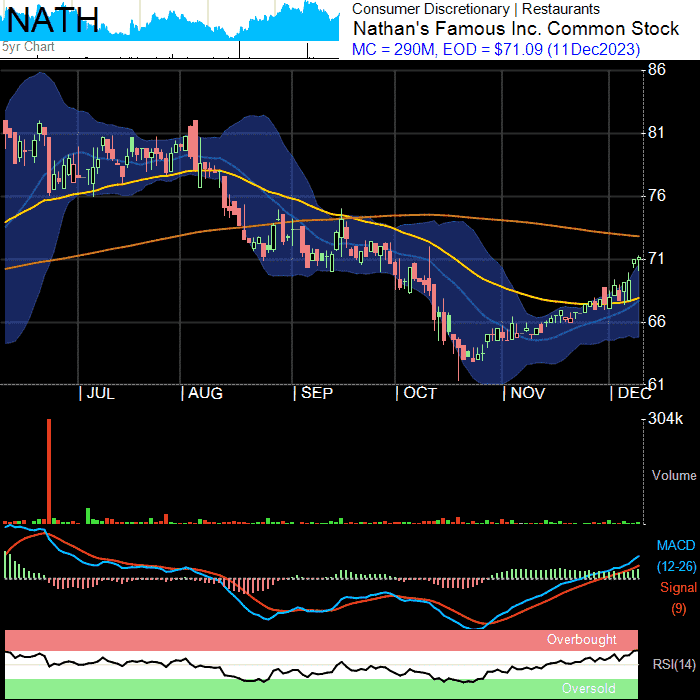 NATH
5yr Chart
Consumer Discretionary | Restaurants
Nathan's Famous Inc. Common Stock
MC = 290M, EOD = $71.09 (11Dec2023)
86
81
76
71
66
61
| JUL | AUG | SEP | OCT | NOV | DEC
304k
Volume
MACD
(12-26)
Signal
(9)
Overbought
RSI(14)
Oversold